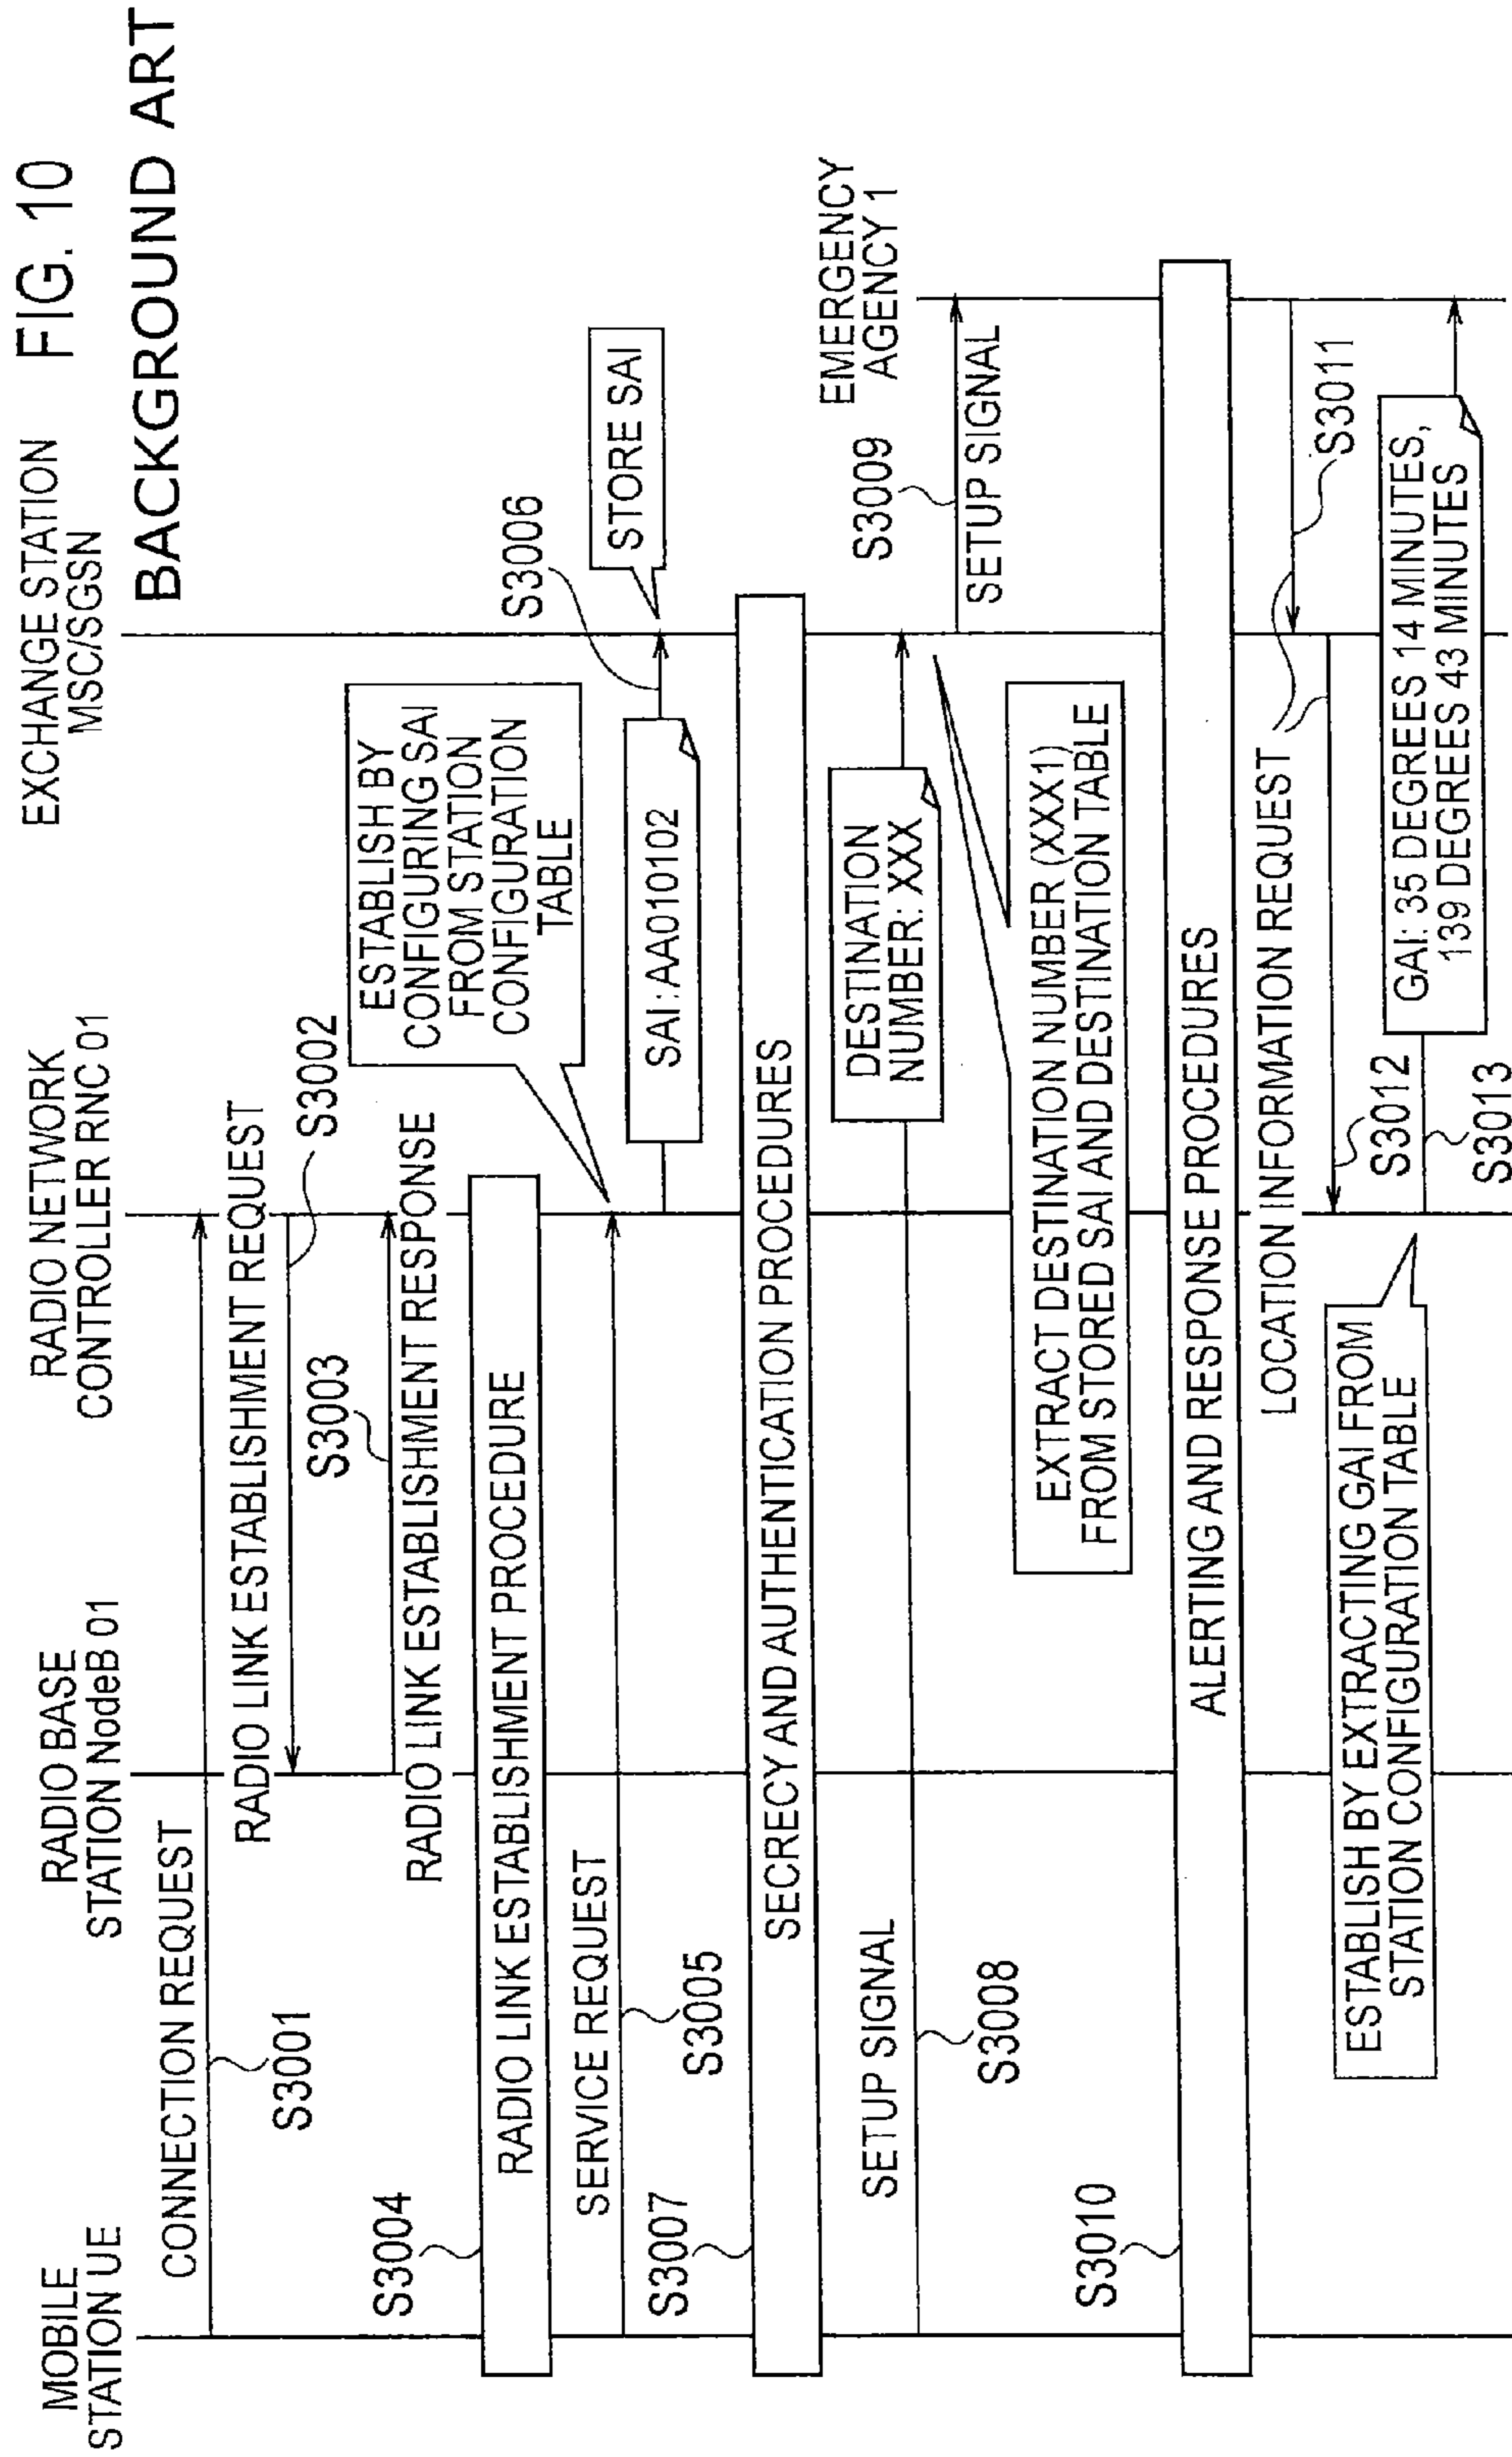 FIG. 10
BACKGROUND ART
MOBILE
STATION UE
RADIO BASE
STATION NodeB 01
RADIO NETWORK
CONTROLLER RNC 01
EXCHANGE STATION
MSC/SGSN
EMERGENCY
AGENCY 1
CONNECTION REQUEST
S3001
RADIO LINK ESTABLISHMENT REQUEST
S3002
S3003
RADIO LINK ESTABLISHMENT RESPONSE
S3004
RADIO LINK ESTABLISHMENT PROCEDURE
SERVICE REQUEST
S3005
ESTABLISH BY
CONFIGURING SAI
FROM STATION
CONFIGURATION
TABLE
S3006
STORE SAI
SAI:AA010102
S3007
SECRECY AND AUTHENTICATION PROCEDURES
SETUP SIGNAL
S3008
DESTINATION
NUMBER: XXX
S3009
SETUP SIGNAL
EXTRACT DESTINATION NUMBER (XXX1)
FROM STORED SAI AND DESTINATION TABLE
S3010
ALERTING AND RESPONSE PROCEDURES
LOCATION INFORMATION REQUEST
S3011
S3012
ESTABLISH BY EXTRACTING GAI FROM
STATION CONFIGURATION TABLE
GAI: 35 DEGREES 14 MINUTES,
139 DEGREES 43 MINUTES
S3013